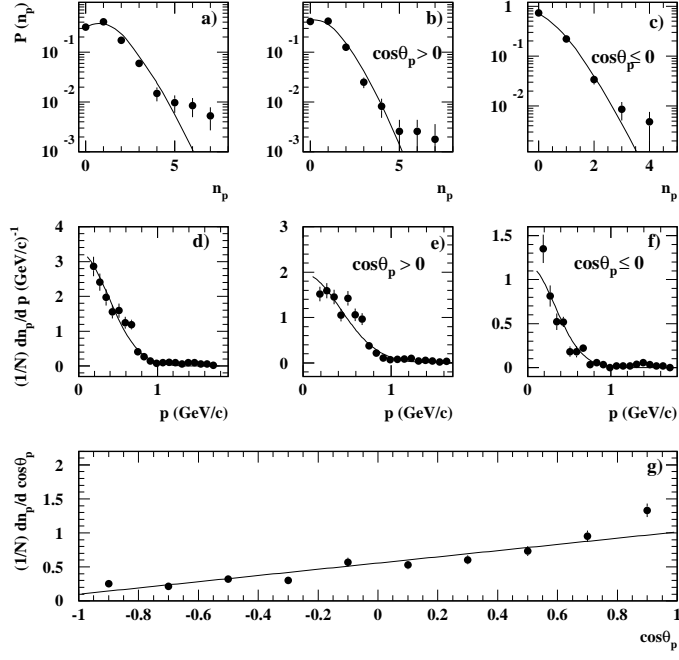 P (n_p)
a)
1
10^-1
10^-2
10^-3
0
5
n_p
b)
cosθ_p > 0
1
10^-1
10^-2
10^-3
0
5
n_p
c)
cosθ_p ≤ 0
1
10^-1
10^-2
0
2
4
n_p
(1/N) dn_p/d p (GeV/c)^-1
d)
4
3
2
1
0
0
1
p (GeV/c)
e)
cosθ_p > 0
3
2
1
0
0
1
p (GeV/c)
f)
cosθ_p ≤ 0
1.5
1
0.5
0
0
1
p (GeV/c)
(1/N) dn_p/d cosθ_p
g)
2
1.5
1
0.5
0
-1 -0.8 -0.6 -0.4 -0.2 0 0.2 0.4 0.6 0.8 1
cosθ_p